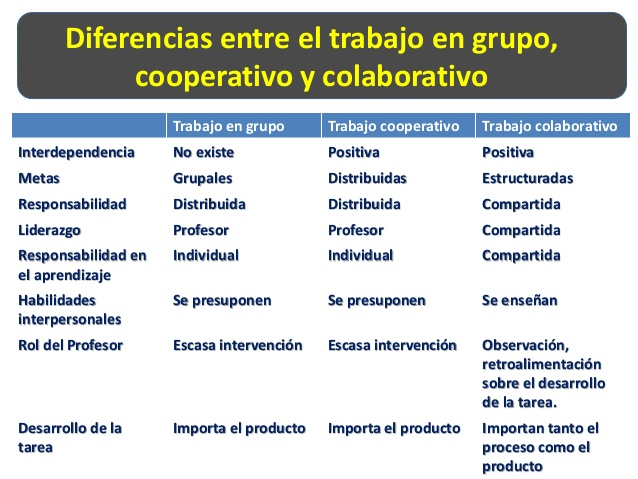 Diferencias entre el trabajo en grupo,
cooperativo y colaborativo
Trabajo en grupo Trabajo cooperativo Trabajo colaborativo
Interdependencia No existe Positiva Positiva
Metas Grupales Distribuidas Estructuradas
Responsabilidad Distribuida Distribuida Compartida
Liderazgo Profesor Profesor Compartida
Responsabilidad en Individual Individual Compartida
el aprendizaje
Habilidades Se presuponen Se presuponen Se enseñan
interpersonales
Rol del Profesor Escasa intervención Escasa intervención Observación,
retroalimentación
sobre el desarrollo
de la tarea.
Desarrollo de la Importa el producto Importa el producto Importan tanto el
tarea proceso como el
producto